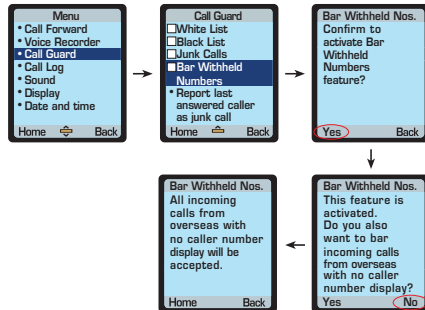 Menu
• Call Forward
• Voice Recorder
• Call Guard
• Call Log
• Sound
• Display
• Date and time
Home Back
Call Guard
White List
Black List
Junk Calls
Bar Withheld
Numbers
• Report last
answered caller
as junk call
Home Back
Bar Withheld Nos.
Confirm to
activate Bar
Withheld
Numbers
feature?
Yes Back
Bar Withheld Nos.
This feature is
activated.
Do you also
want to bar
incoming calls
from overseas
with no caller
number display?
Yes No
Bar Withheld Nos.
All incoming
calls from
overseas with
no caller number
display will be
accepted.
Home Back